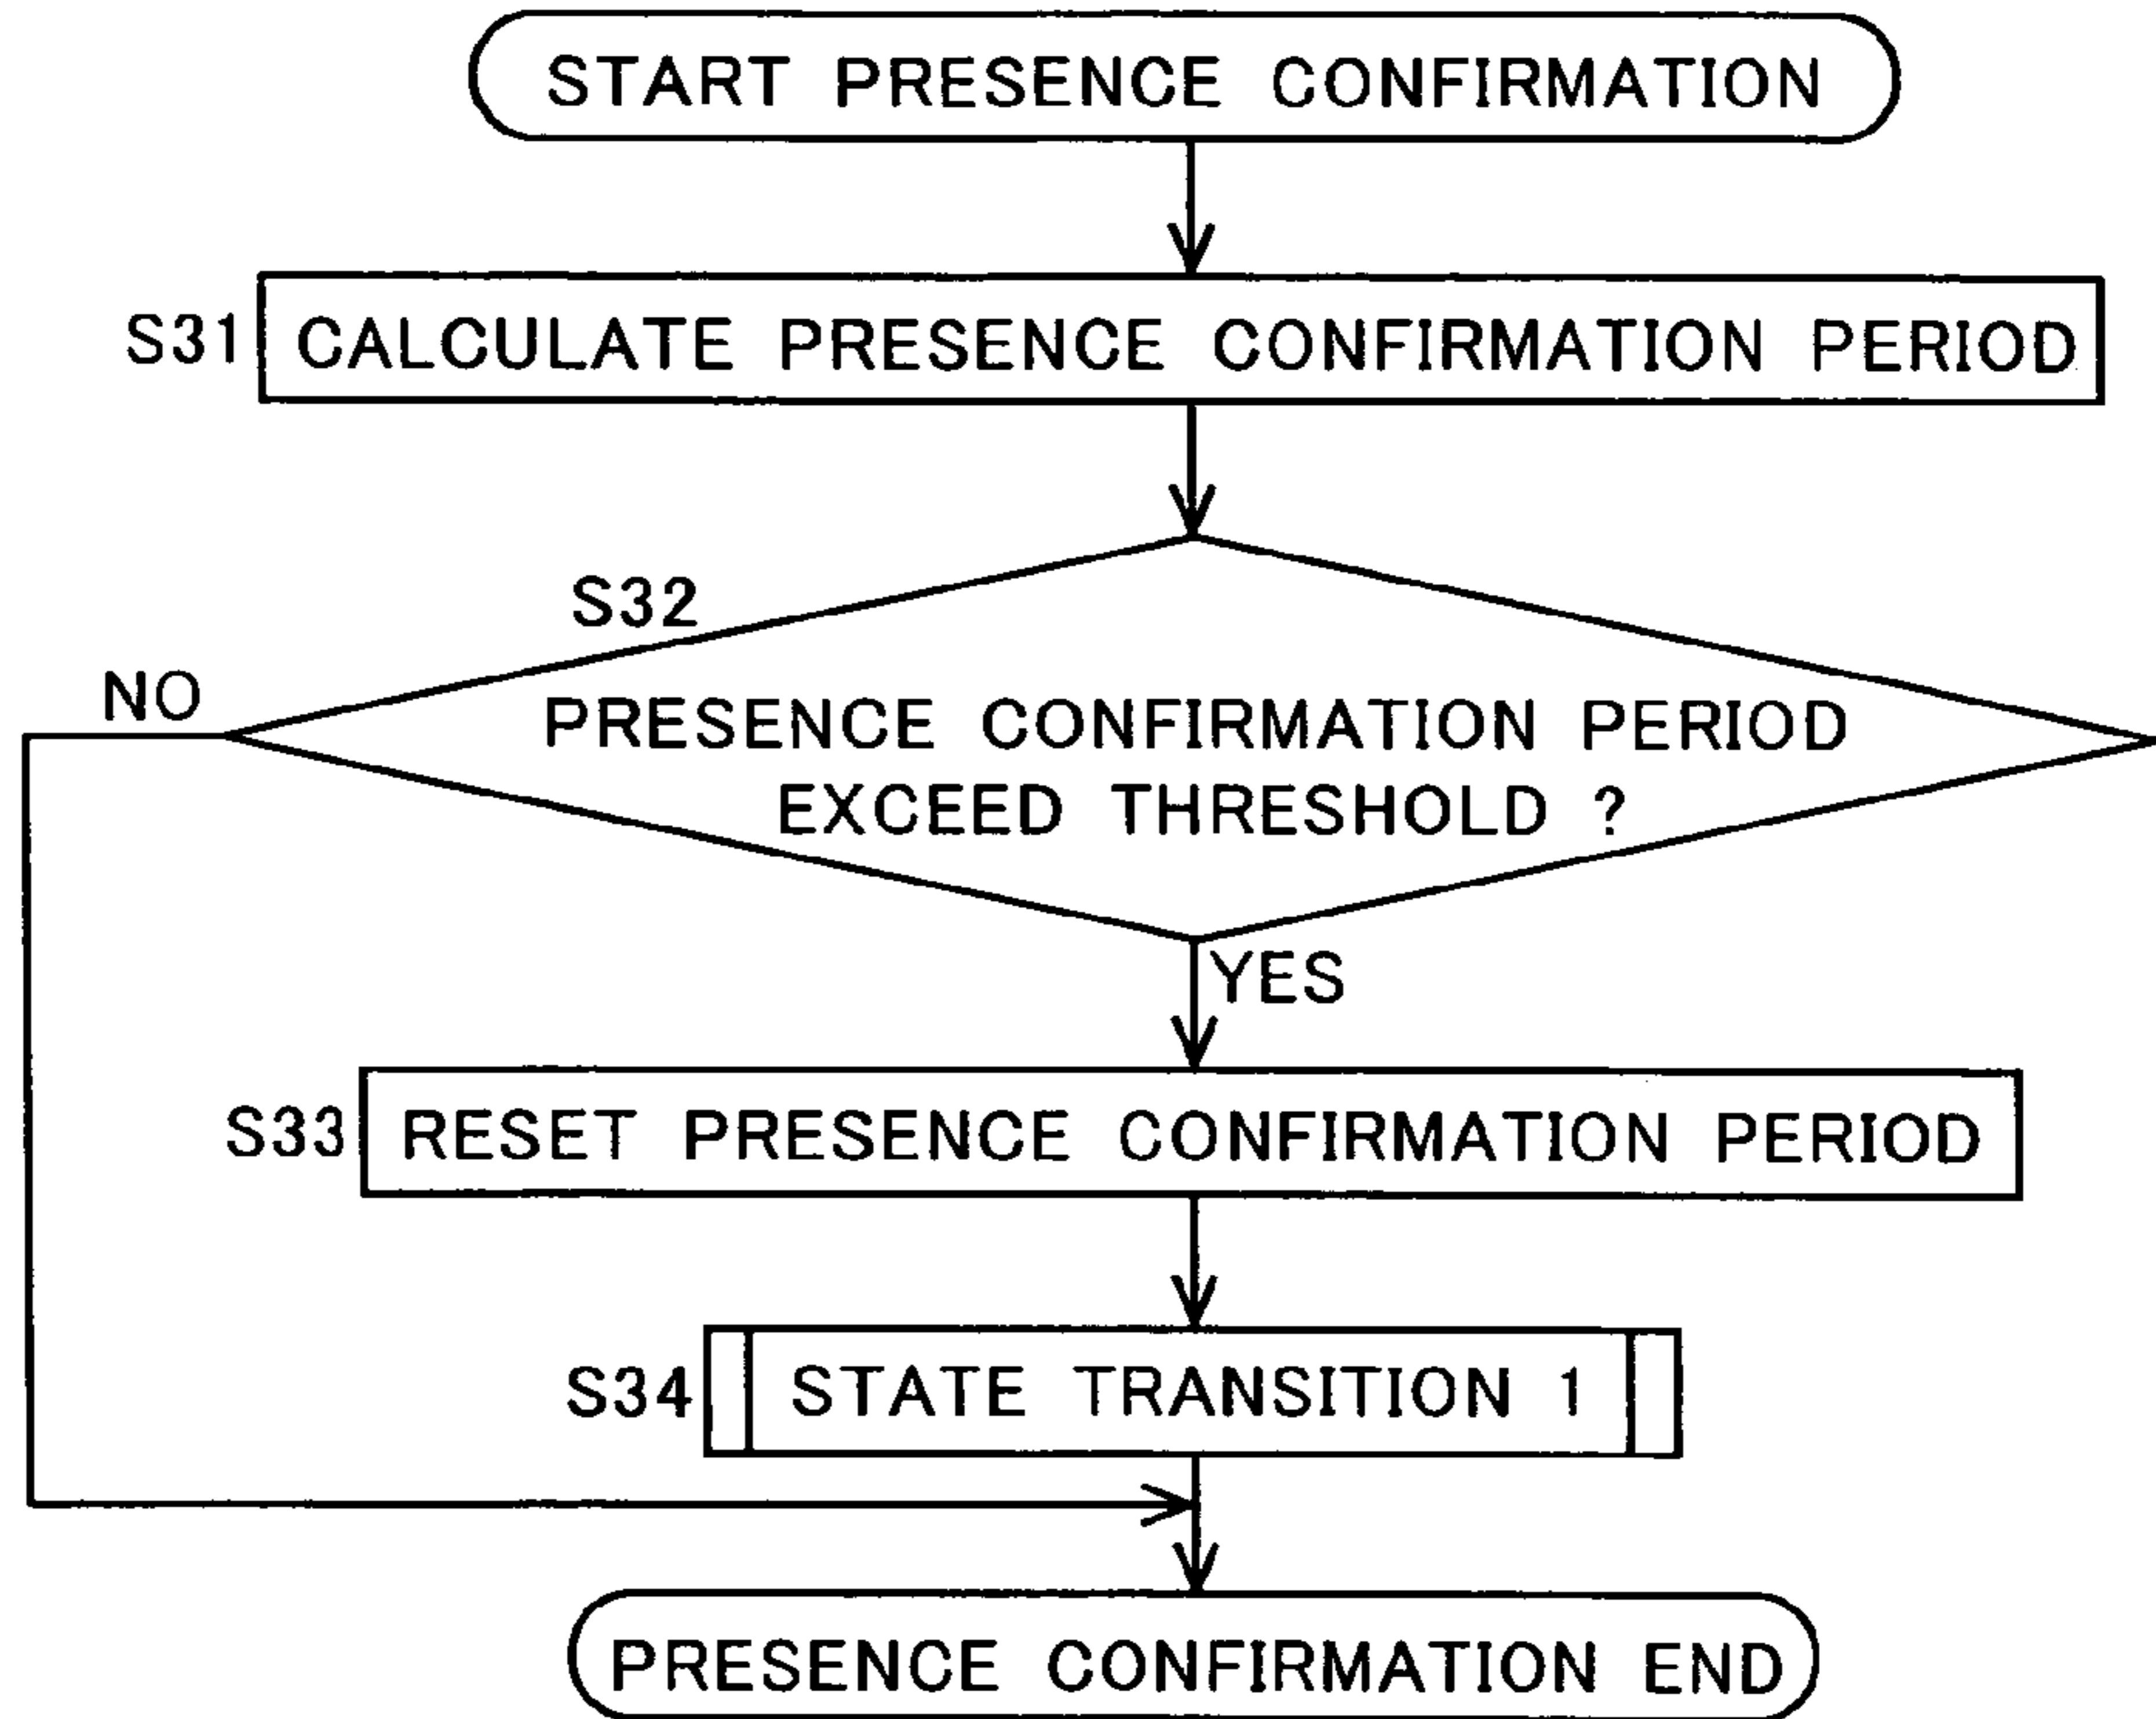 START PRESENCE CONFIRMATION
S31 CALCULATE PRESENCE CONFIRMATION PERIOD
S32
NO
PRESENCE CONFIRMATION PERIOD
EXCEED THRESHOLD ?
YES
S33 RESET PRESENCE CONFIRMATION PERIOD
S34 STATE TRANSITION 1
PRESENCE CONFIRMATION END